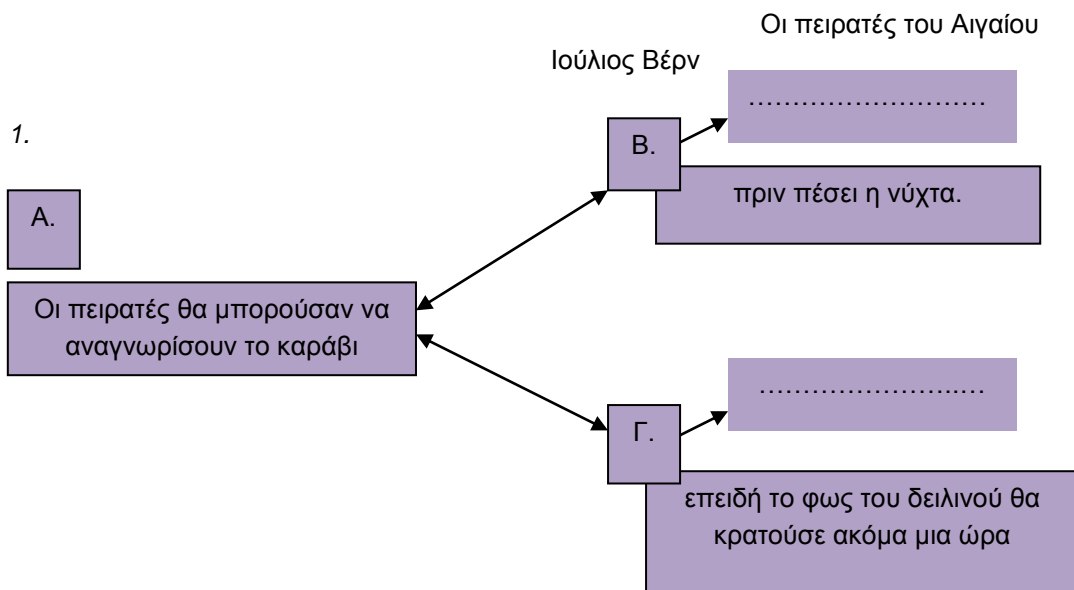 Οι πειρατές του Αιγαίου
Ιούλιος Βέρν
1.
Α.
Οι πειρατές θα μπορούσαν να
αναγνωρίσουν το καράβι
Β.
...........................
πριν πέσει η νύχτα.
Γ.
..........................
επειδή το φως του δειλινού θα
κρατούσε ακόμα μια ώρα